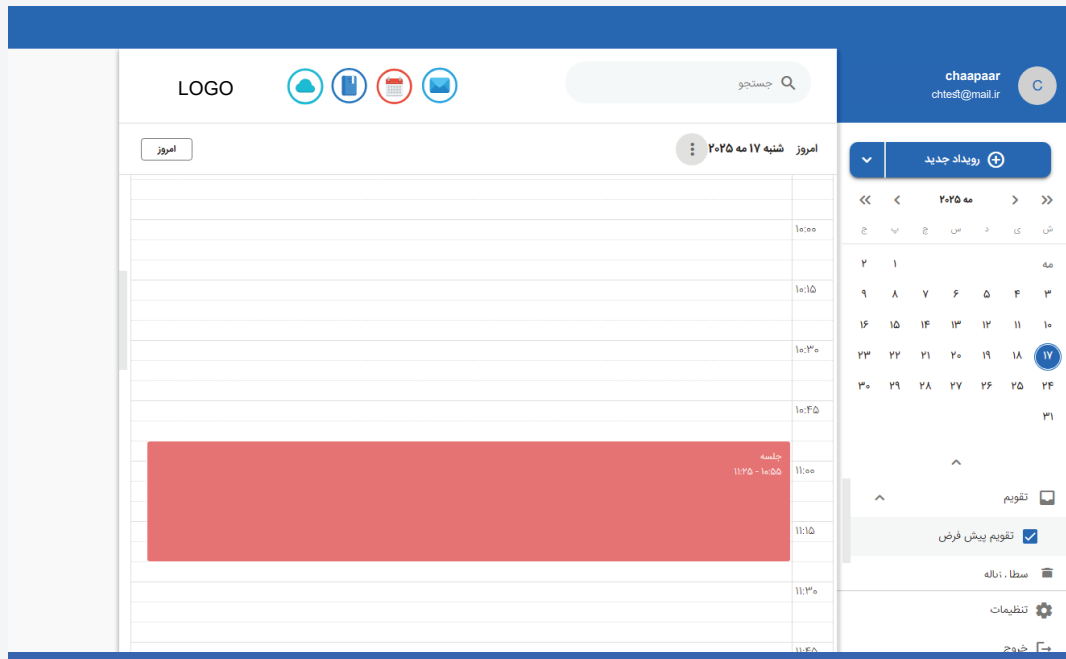 chaapaar
chtest@mail.ir
C
جستجو
LOGO
امروز شنبه ۱۷ مه ۲۰۲۵
امروز
رویداد جدید
مه ۲۰۲۵
ش ی د س چ پ ج
مه ۱ ۲
۳ ۴ ۵ ۶ ۷ ۸ ۹
۱۰ ۱۱ ۱۲ ۱۳ ۱۴ ۱۵ ۱۶
۱۷ ۱۸ ۱۹ ۲۰ ۲۱ ۲۲ ۲۳
۲۴ ۲۵ ۲۶ ۲۷ ۲۸ ۲۹ ۳۰
۳۱
تقویم
تقویم پیش فرض
سطل زباله
تنظیمات
خروج
۱۰:۰۰
۱۰:۱۵
۱۰:۳۰
۱۰:۴۵
جلسه
۱۰:۵۵ - ۱۱:۲۵
۱۱:۰۰
۱۱:۱۵
۱۱:۳۰
۱۱:۴۵